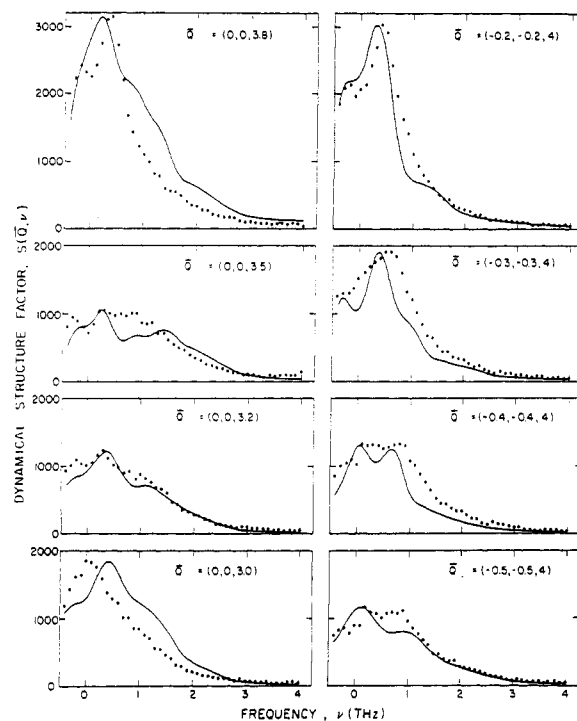 Q̄ = (0,0,3.8)
Q̄ = (-0.2,-0.2,4)
3000
2000
1000
0
Q̄ = (0,0,3.5)
Q̄ = (-0.3,-0.3,4)
2000
1000
0
Q̄ = (0,0,3.2)
Q̄ = (-0.4,-0.4,4)
2000
1000
0
Q̄ = (0,0,3.0)
Q̄ = (-0.5,-0.5,4)
2000
1000
0
0 1 2 3 4 0 1 2 3 4
DYNAMICAL STRUCTURE FACTOR, S(Q̄,ν)
FREQUENCY, ν (THz)